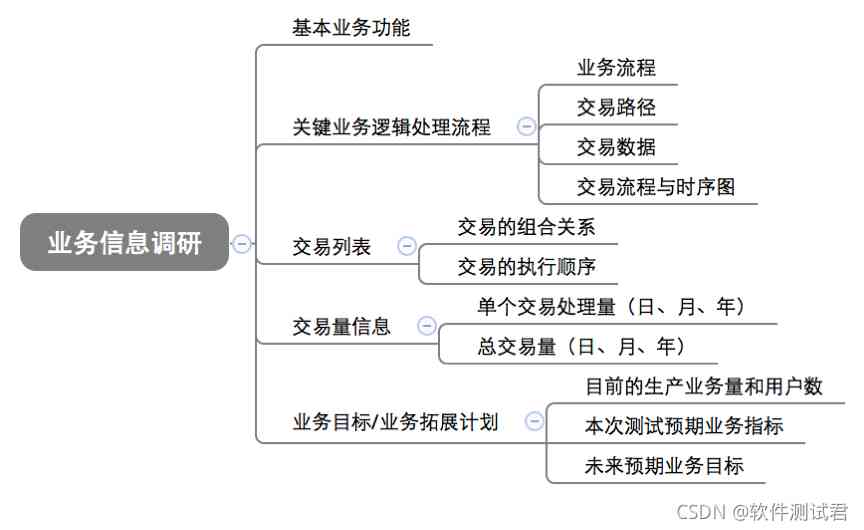 基本业务功能
业务流程
交易路径
关键业务逻辑处理流程
交易数据
交易流程与时序图
业务信息调研
交易的组合关系
交易列表
交易的执行顺序
单个交易处理量（日、月、年）
交易量信息
总交易量（日、月、年）
目前的生产业务量和用户数
业务目标/业务拓展计划
本次测试预期业务指标
未来预期业务目标
CSDN @软件测试君